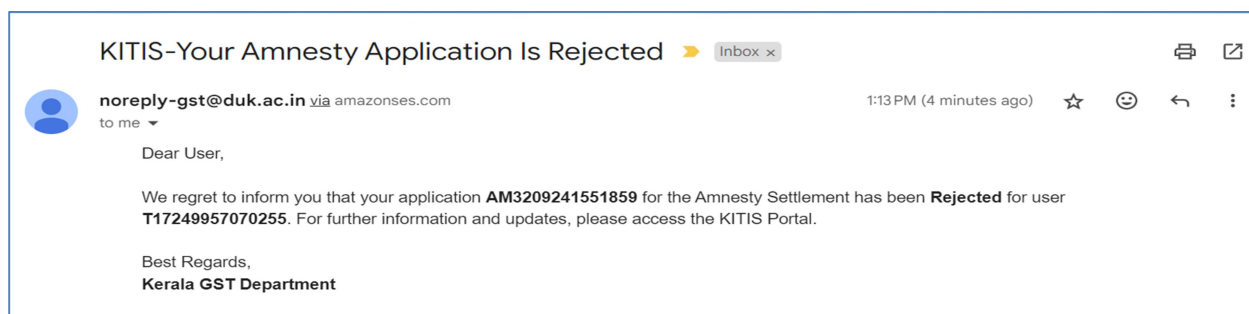 KITIS-Your Amnesty Application Is Rejected Inbox ×
noreply-gst@duk.ac.in via amazonses.com 1:13 PM (4 minutes ago)
to me
Dear User,
We regret to inform you that your application AM3209241551859 for the Amnesty Settlement has been Rejected for user
T17249957070255. For further information and updates, please access the KITIS Portal.
Best Regards,
Kerala GST Department